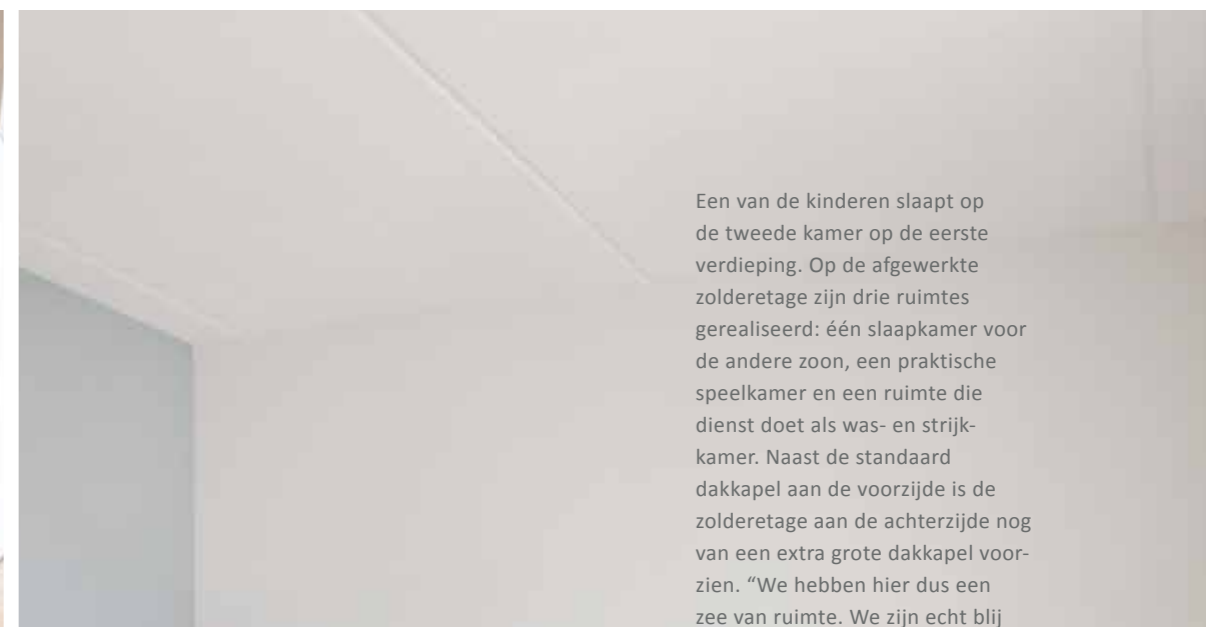 Een van de kinderen slaapt op
de tweede kamer op de eerste
verdieping. Op de afgewerkte
zolderetage zijn drie ruimtes
gerealiseerd: één slaapkamer voor
de andere zoon, een praktische
speelkamer en een ruimte die
dienst doet als was- en strijk-
kamer. Naast de standaard
dakkapel aan de voorzijde is de
zolderetage aan de achterzijde nog
van een extra grote dakkapel voor-
zien. “We hebben hier dus een
zee van ruimte. We zijn echt blij